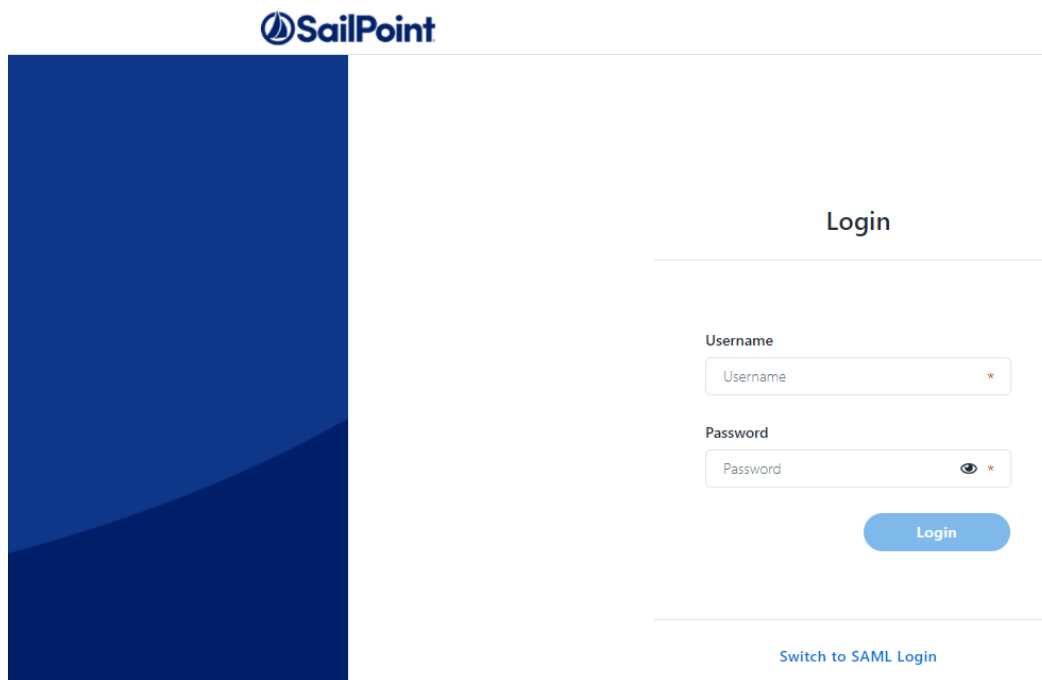 SailPoint
Login
Username
Username *
Password
Password *
Login
Switch to SAML Login